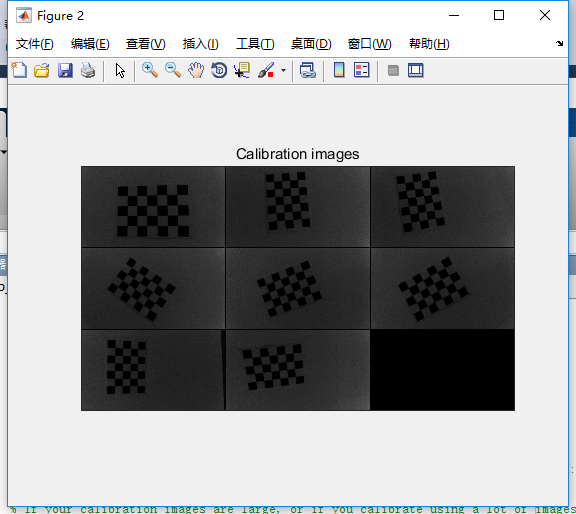 Figure 2
文件(F) 编辑(E) 查看(V) 插入(I) 工具(T) 桌面(D) 窗口(W) 帮助(H)
Calibration images
% If your calibration images are large, or if you calibrate using a lot of images